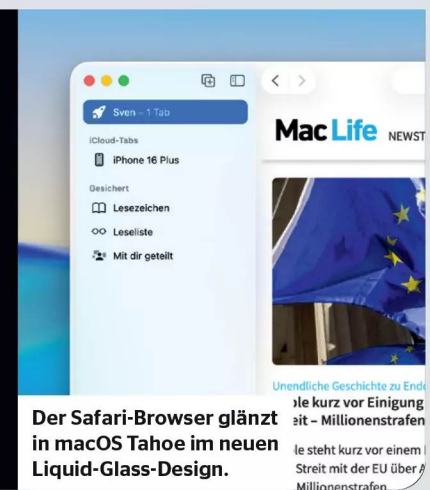 Sven – 1 Tab
iCloud-Tabs
iPhone 16 Plus
Gesichert
Lesezeichen
Leseliste
Mit dir geteilt
Mac Life NEWST
Unendliche Geschichte zu Ende
ple kurz vor Einigung
eit – Millionenstrafen
le steht kurz vor einem
Streit mit der EU über A
Millionenstrafen.
Der Safari-Browser glänzt
in macOS Tahoe im neuen
Liquid-Glass-Design.